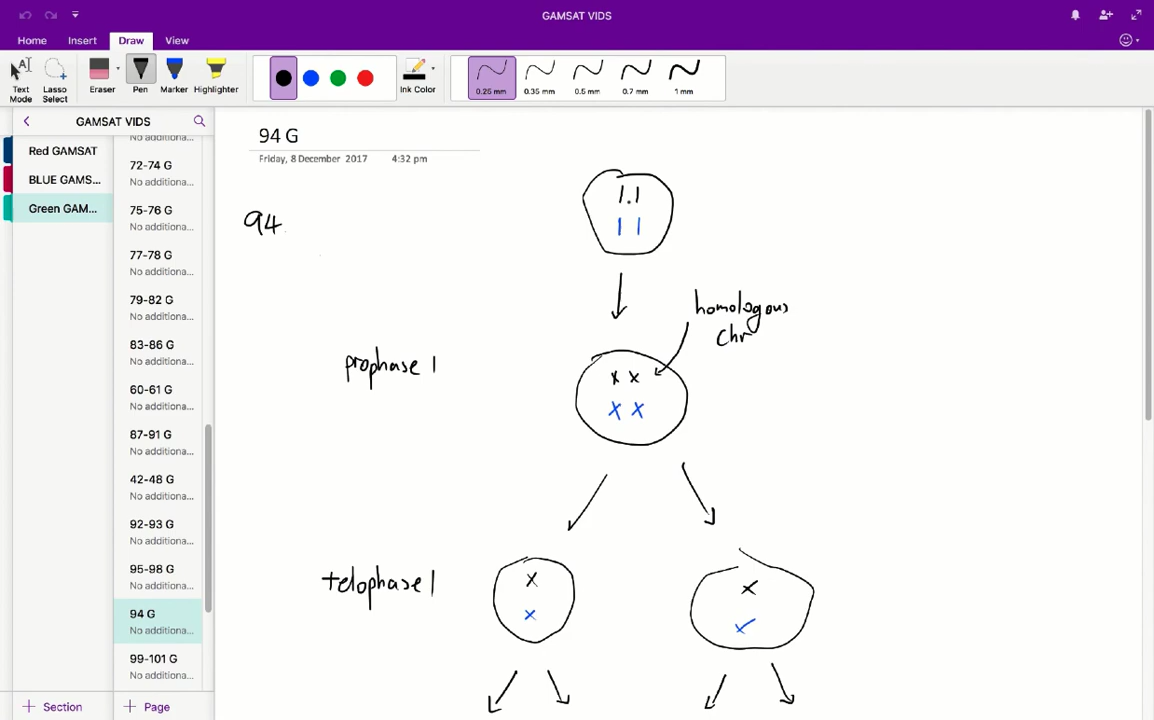 GAMSAT VIDS
Home
Insert
Draw
View
Text
Mode
Lasso
Select
Eraser
Pen
Marker
Highlighter
Ink Color
0.25 mm
0.35 mm
0.5 mm
0.7 mm
1 mm
GAMSAT VIDS
Red GAMSAT
BLUE GAMS...
Green GAM...
No additiona...
72-74 G
No additiona...
75-76 G
No additiona...
77-78 G
No additiona...
79-82 G
No additiona...
83-86 G
No additiona...
60-61 G
No additiona...
87-91 G
No additiona...
42-48 G
No additiona...
92-93 G
No additiona...
95-98 G
No additiona...
94 G
No additiona...
99-101 G
No additiona...
+ Section
+ Page
94 G
Friday, 8 December 2017 4:32 pm
94.
homologous
chr
prophase 1
telophase 1